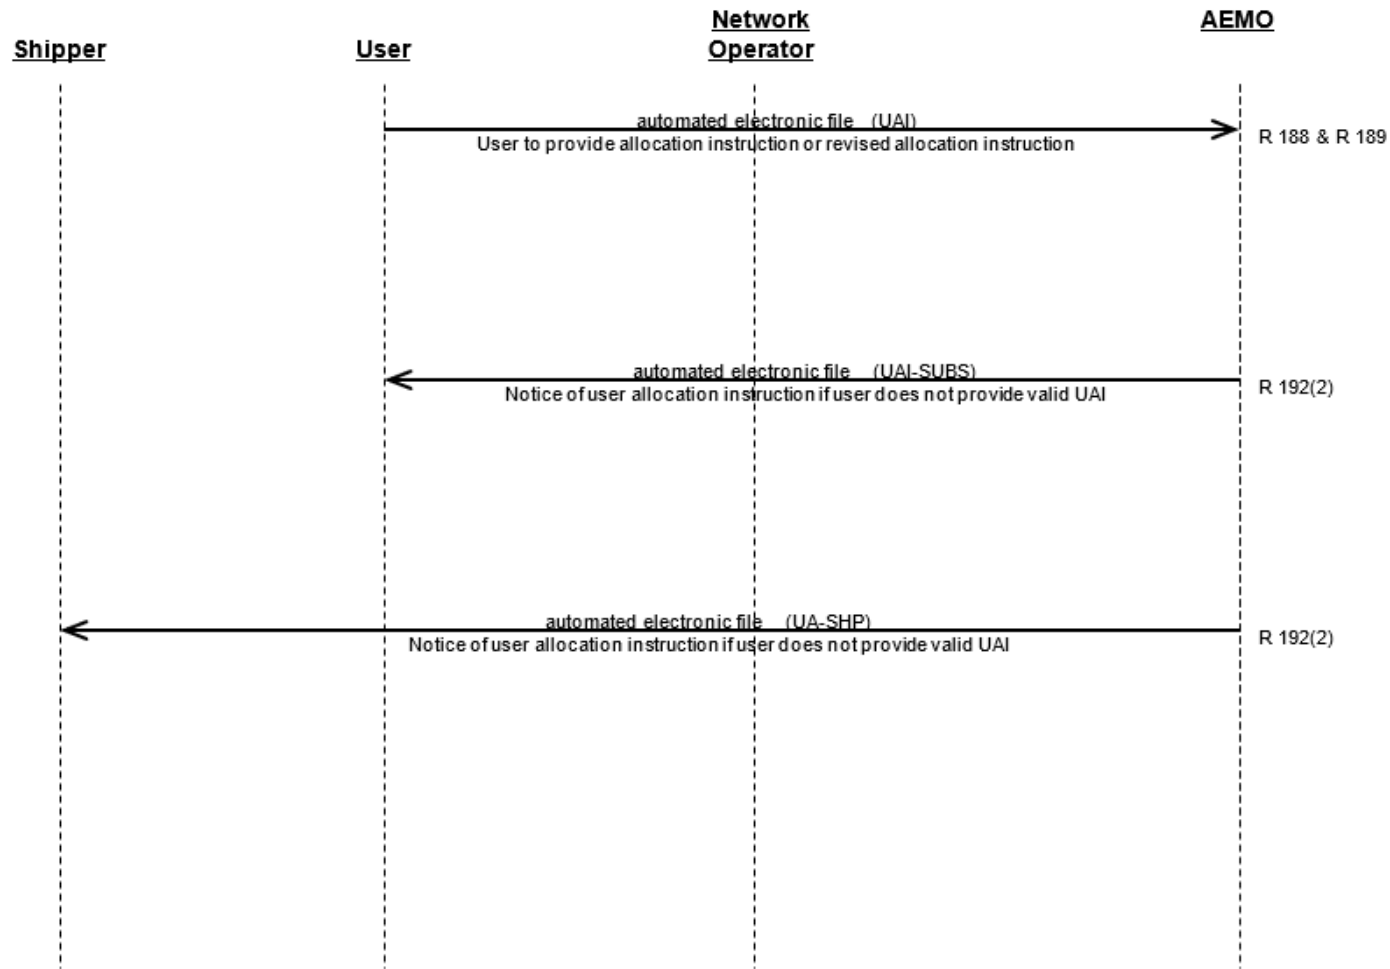 Network
Operator
AEMO
Shipper
User
automated electronic file (UAI)
User to provide allocation instruction or revised allocation instruction
R 188 & R 189
automated electronic file (UAI-SUBS)
Notice of user allocation instruction if user does not provide valid UAI
R 192(2)
automated electronic file (UA-SHP)
Notice of user allocation instruction if user does not provide valid UAI
R 192(2)